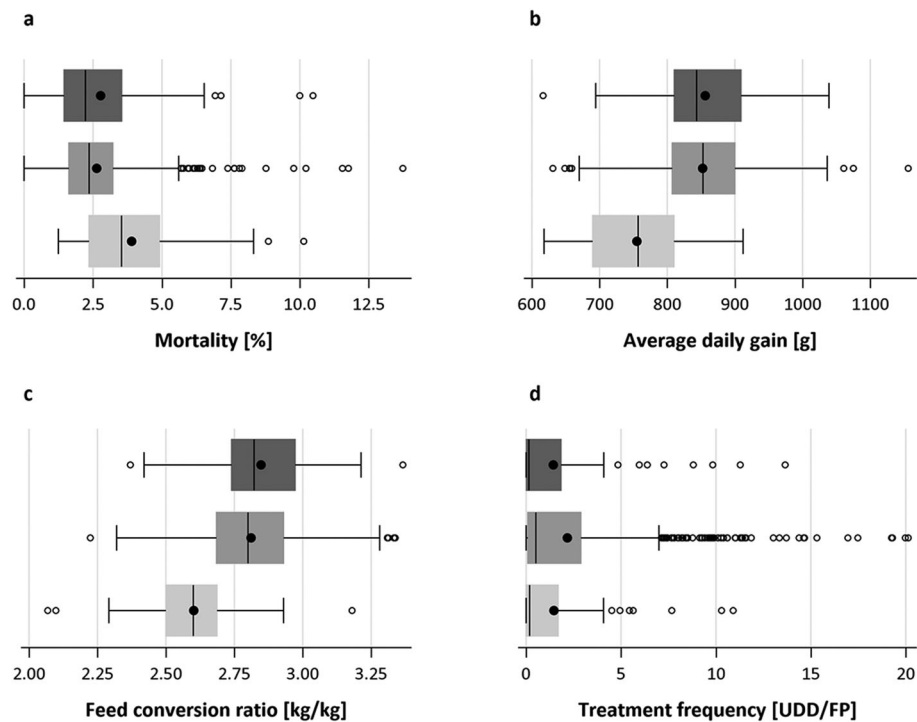 a
b
0.0 2.5 5.0 7.5 10.0 12.5
600 700 800 900 1000 1100
Mortality [%]
Average daily gain [g]
c
d
2.00 2.25 2.50 2.75 3.00 3.25
0 5 10 15 20
Feed conversion ratio [kg/kg]
Treatment frequency [UDD/FP]